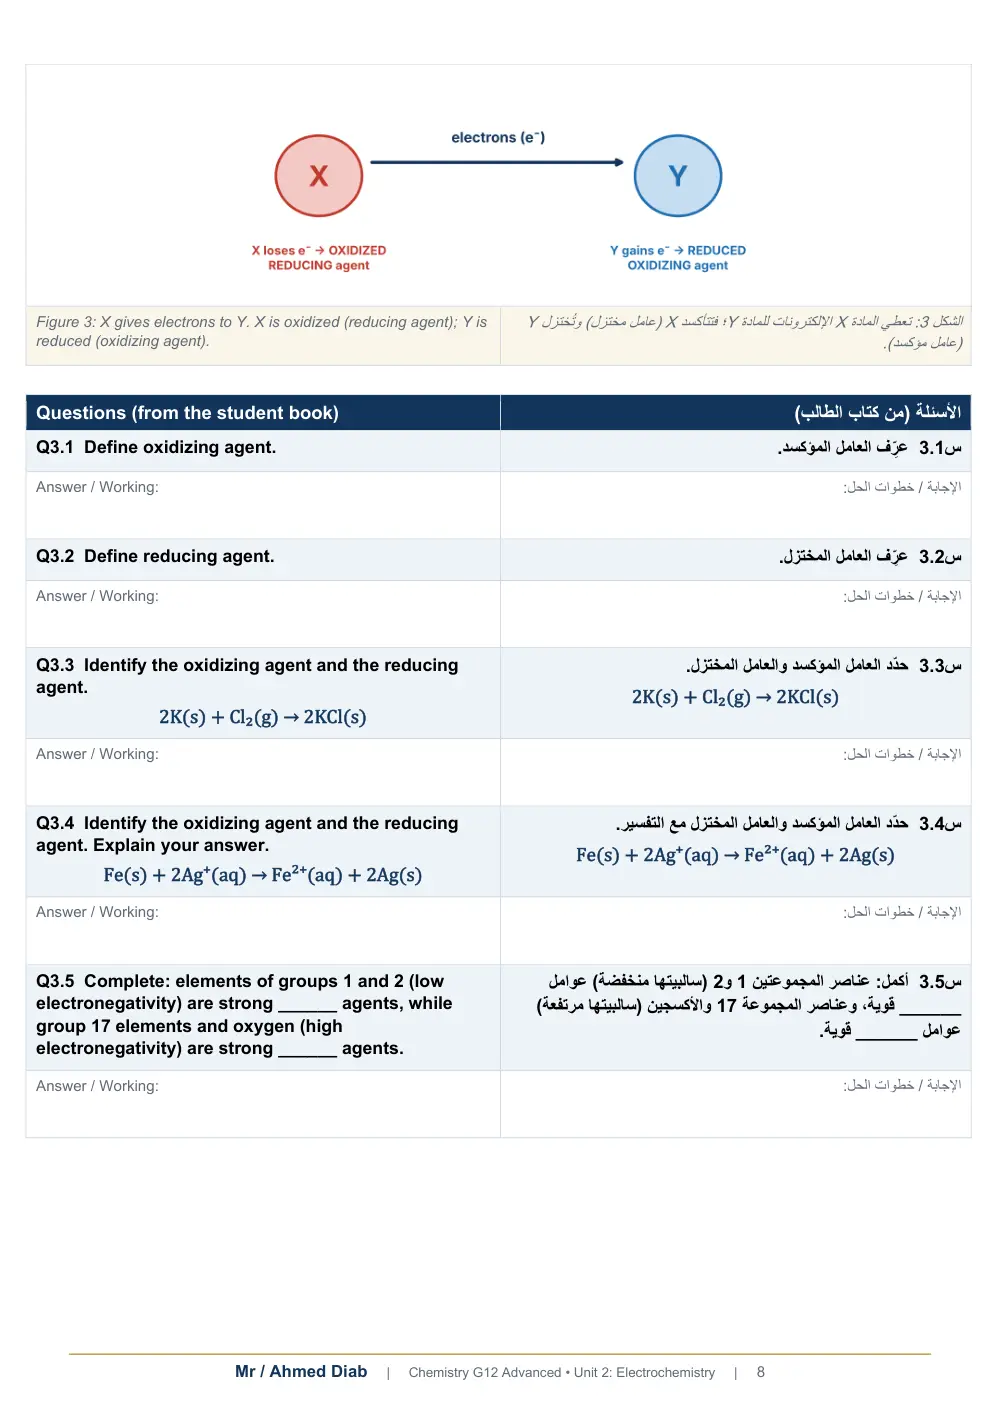 electrons (e⁻)
X
Y
X loses e⁻ → OXIDIZED
REDUCING agent
Y gains e⁻ → REDUCED
OXIDIZING agent
Figure 3: X gives electrons to Y. X is oxidized (reducing agent); Y is
reduced (oxidizing agent).
الشكل 3: تعطي المادة X الإلكترونات للمادة Y؛ فتتأكسد X (عامل مختزل) وتُختزل Y
(عامل مؤكسد).
Questions (from the student book)
الأسئلة (من كتاب الطالب)
Q3.1 Define oxidizing agent.
س3.1 عرّف العامل المؤكسد.
Answer / Working:
الإجابة / خطوات الحل:
Q3.2 Define reducing agent.
س3.2 عرّف العامل المختزل.
Answer / Working:
الإجابة / خطوات الحل:
Q3.3 Identify the oxidizing agent and the reducing
agent.
2K(s) + Cl₂(g) → 2KCl(s)
س3.3 حدّد العامل المؤكسد والعامل المختزل.
2K(s) + Cl₂(g) → 2KCl(s)
Answer / Working:
الإجابة / خطوات الحل:
Q3.4 Identify the oxidizing agent and the reducing
agent. Explain your answer.
Fe(s) + 2Ag⁺(aq) → Fe²⁺(aq) + 2Ag(s)
س3.4 حدّد العامل المؤكسد والعامل المختزل مع التفسير.
Fe(s) + 2Ag⁺(aq) → Fe²⁺(aq) + 2Ag(s)
Answer / Working:
الإجابة / خطوات الحل:
Q3.5 Complete: elements of groups 1 and 2 (low
electronegativity) are strong ______ agents, while
group 17 elements and oxygen (high
electronegativity) are strong ______ agents.
س3.5 أكمل: عناصر المجموعتين 1 و2 (سالبيتها منخفضة) عوامل
______ قوية، وعناصر المجموعة 17 والأكسجين (سالبيتها مرتفعة)
عوامل ______ قوية.
Answer / Working:
الإجابة / خطوات الحل:
Mr / Ahmed Diab | Chemistry G12 Advanced • Unit 2: Electrochemistry | 8